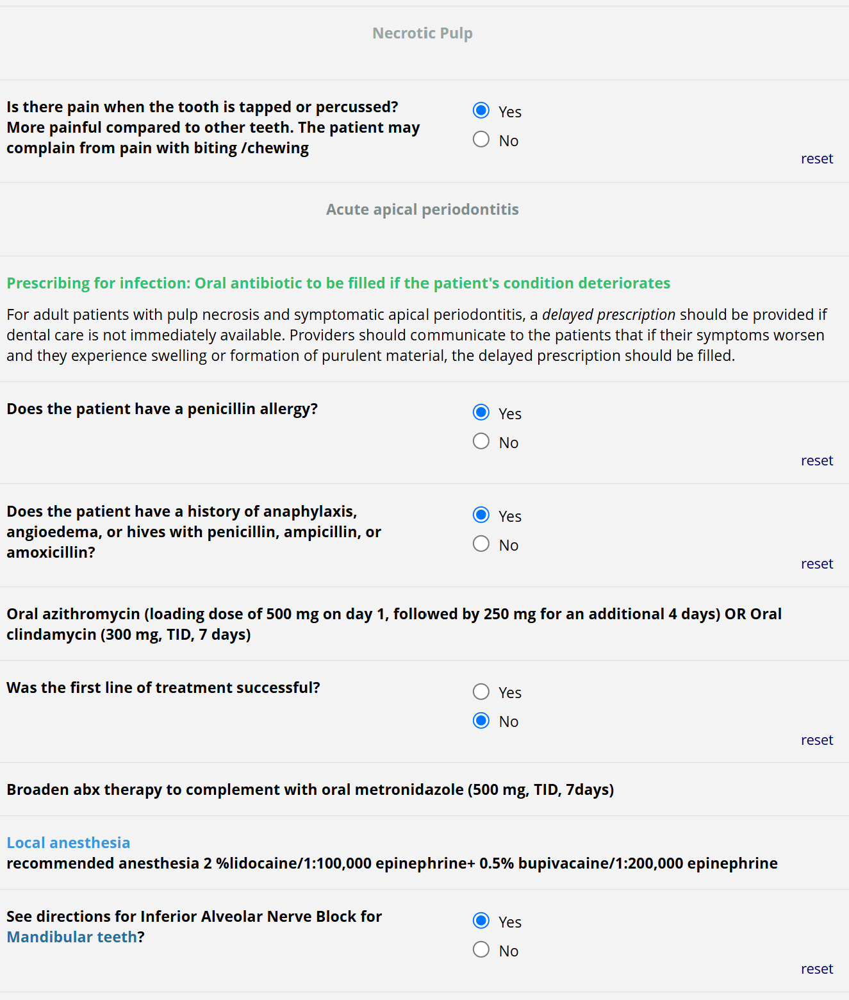 Necrotic Pulp
Is there pain when the tooth is tapped or percussed?
More painful compared to other teeth. The patient may
complain from pain with biting /chewing
Yes
No
reset
Acute apical periodontitis
Prescribing for infection: Oral antibiotic to be filled if the patient's condition deteriorates
For adult patients with pulp necrosis and symptomatic apical periodontitis, a delayed prescription should be provided if
dental care is not immediately available. Providers should communicate to the patients that if their symptoms worsen
and they experience swelling or formation of purulent material, the delayed prescription should be filled.
Does the patient have a penicillin allergy?
Yes
No
reset
Does the patient have a history of anaphylaxis,
angioedema, or hives with penicillin, ampicillin, or
amoxicillin?
Yes
No
reset
Oral azithromycin (loading dose of 500 mg on day 1, followed by 250 mg for an additional 4 days) OR Oral
clindamycin (300 mg, TID, 7 days)
Was the first line of treatment successful?
Yes
No
reset
Broaden abx therapy to complement with oral metronidazole (500 mg, TID, 7days)
Local anesthesia
recommended anesthesia 2 %lidocaine/1:100,000 epinephrine+ 0.5% bupivacaine/1:200,000 epinephrine
See directions for Inferior Alveolar Nerve Block for
Mandibular teeth?
Yes
No
reset